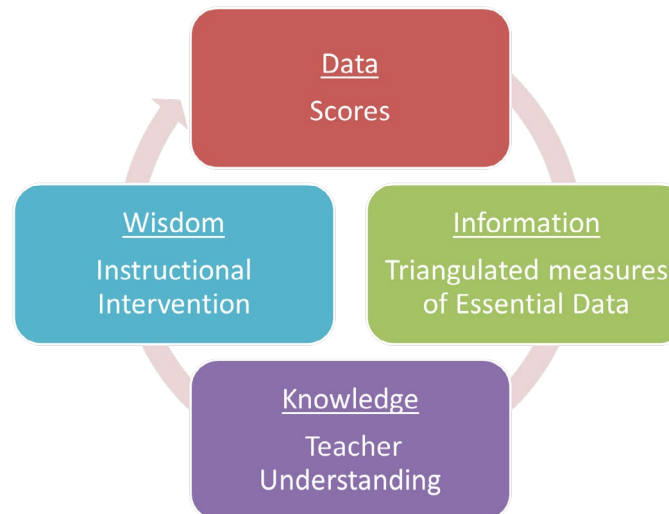 Data
Scores
Information
Triangulated measures
of Essential Data
Knowledge
Teacher
Understanding
Wisdom
Instructional
Intervention